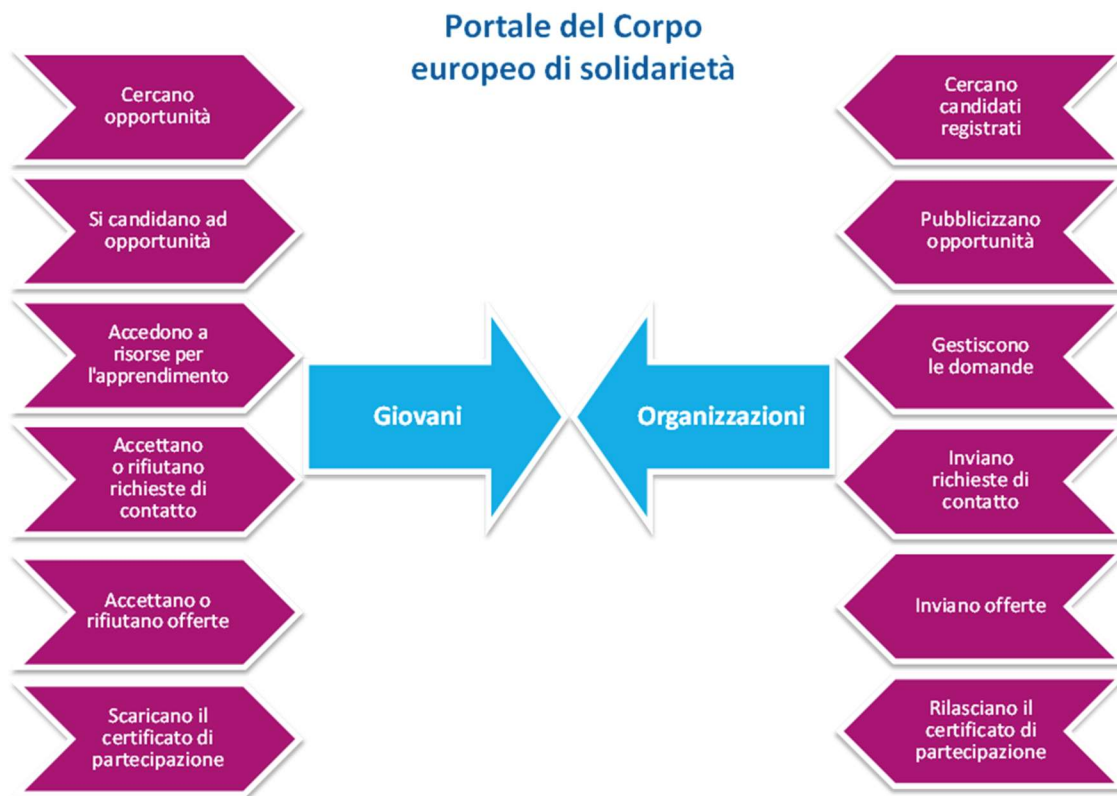 Portale del Corpo
europeo di solidarietà
Cercano
opportunità
Si candidano ad
opportunità
Accedono a
risorse per
l'apprendimento
Accettano
o rifiutano
richieste di
contatto
Accettano o
rifiutano offerte
Scaricano il
certificato di
partecipazione
Giovani
Organizzazioni
Cercano
candidati
registrati
Pubblicizzano
opportunità
Gestiscono
le domande
Inviano
richieste di
contatto
Inviano offerte
Rilasciano il
certificato di
partecipazione